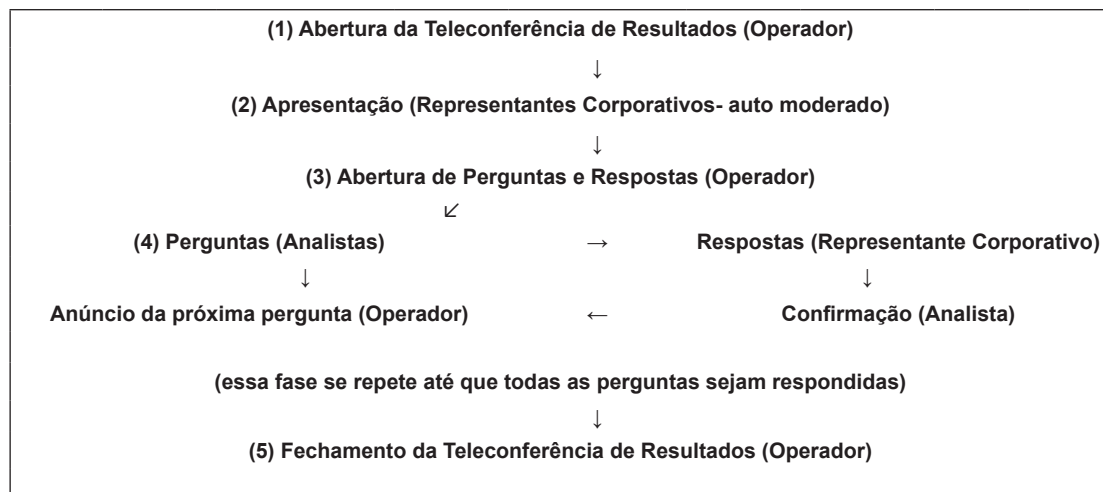 (1) Abertura da Teleconferência de Resultados (Operador)
↓
(2) Apresentação (Representantes Corporativos- auto moderado)
↓
(3) Abertura de Perguntas e Respostas (Operador)
↙
(4) Perguntas (Analistas) → Respostas (Representante Corporativo)
↓ ↓
Anúncio da próxima pergunta (Operador) ← Confirmação (Analista)
(essa fase se repete até que todas as perguntas sejam respondidas)
↓
(5) Fechamento da Teleconferência de Resultados (Operador)